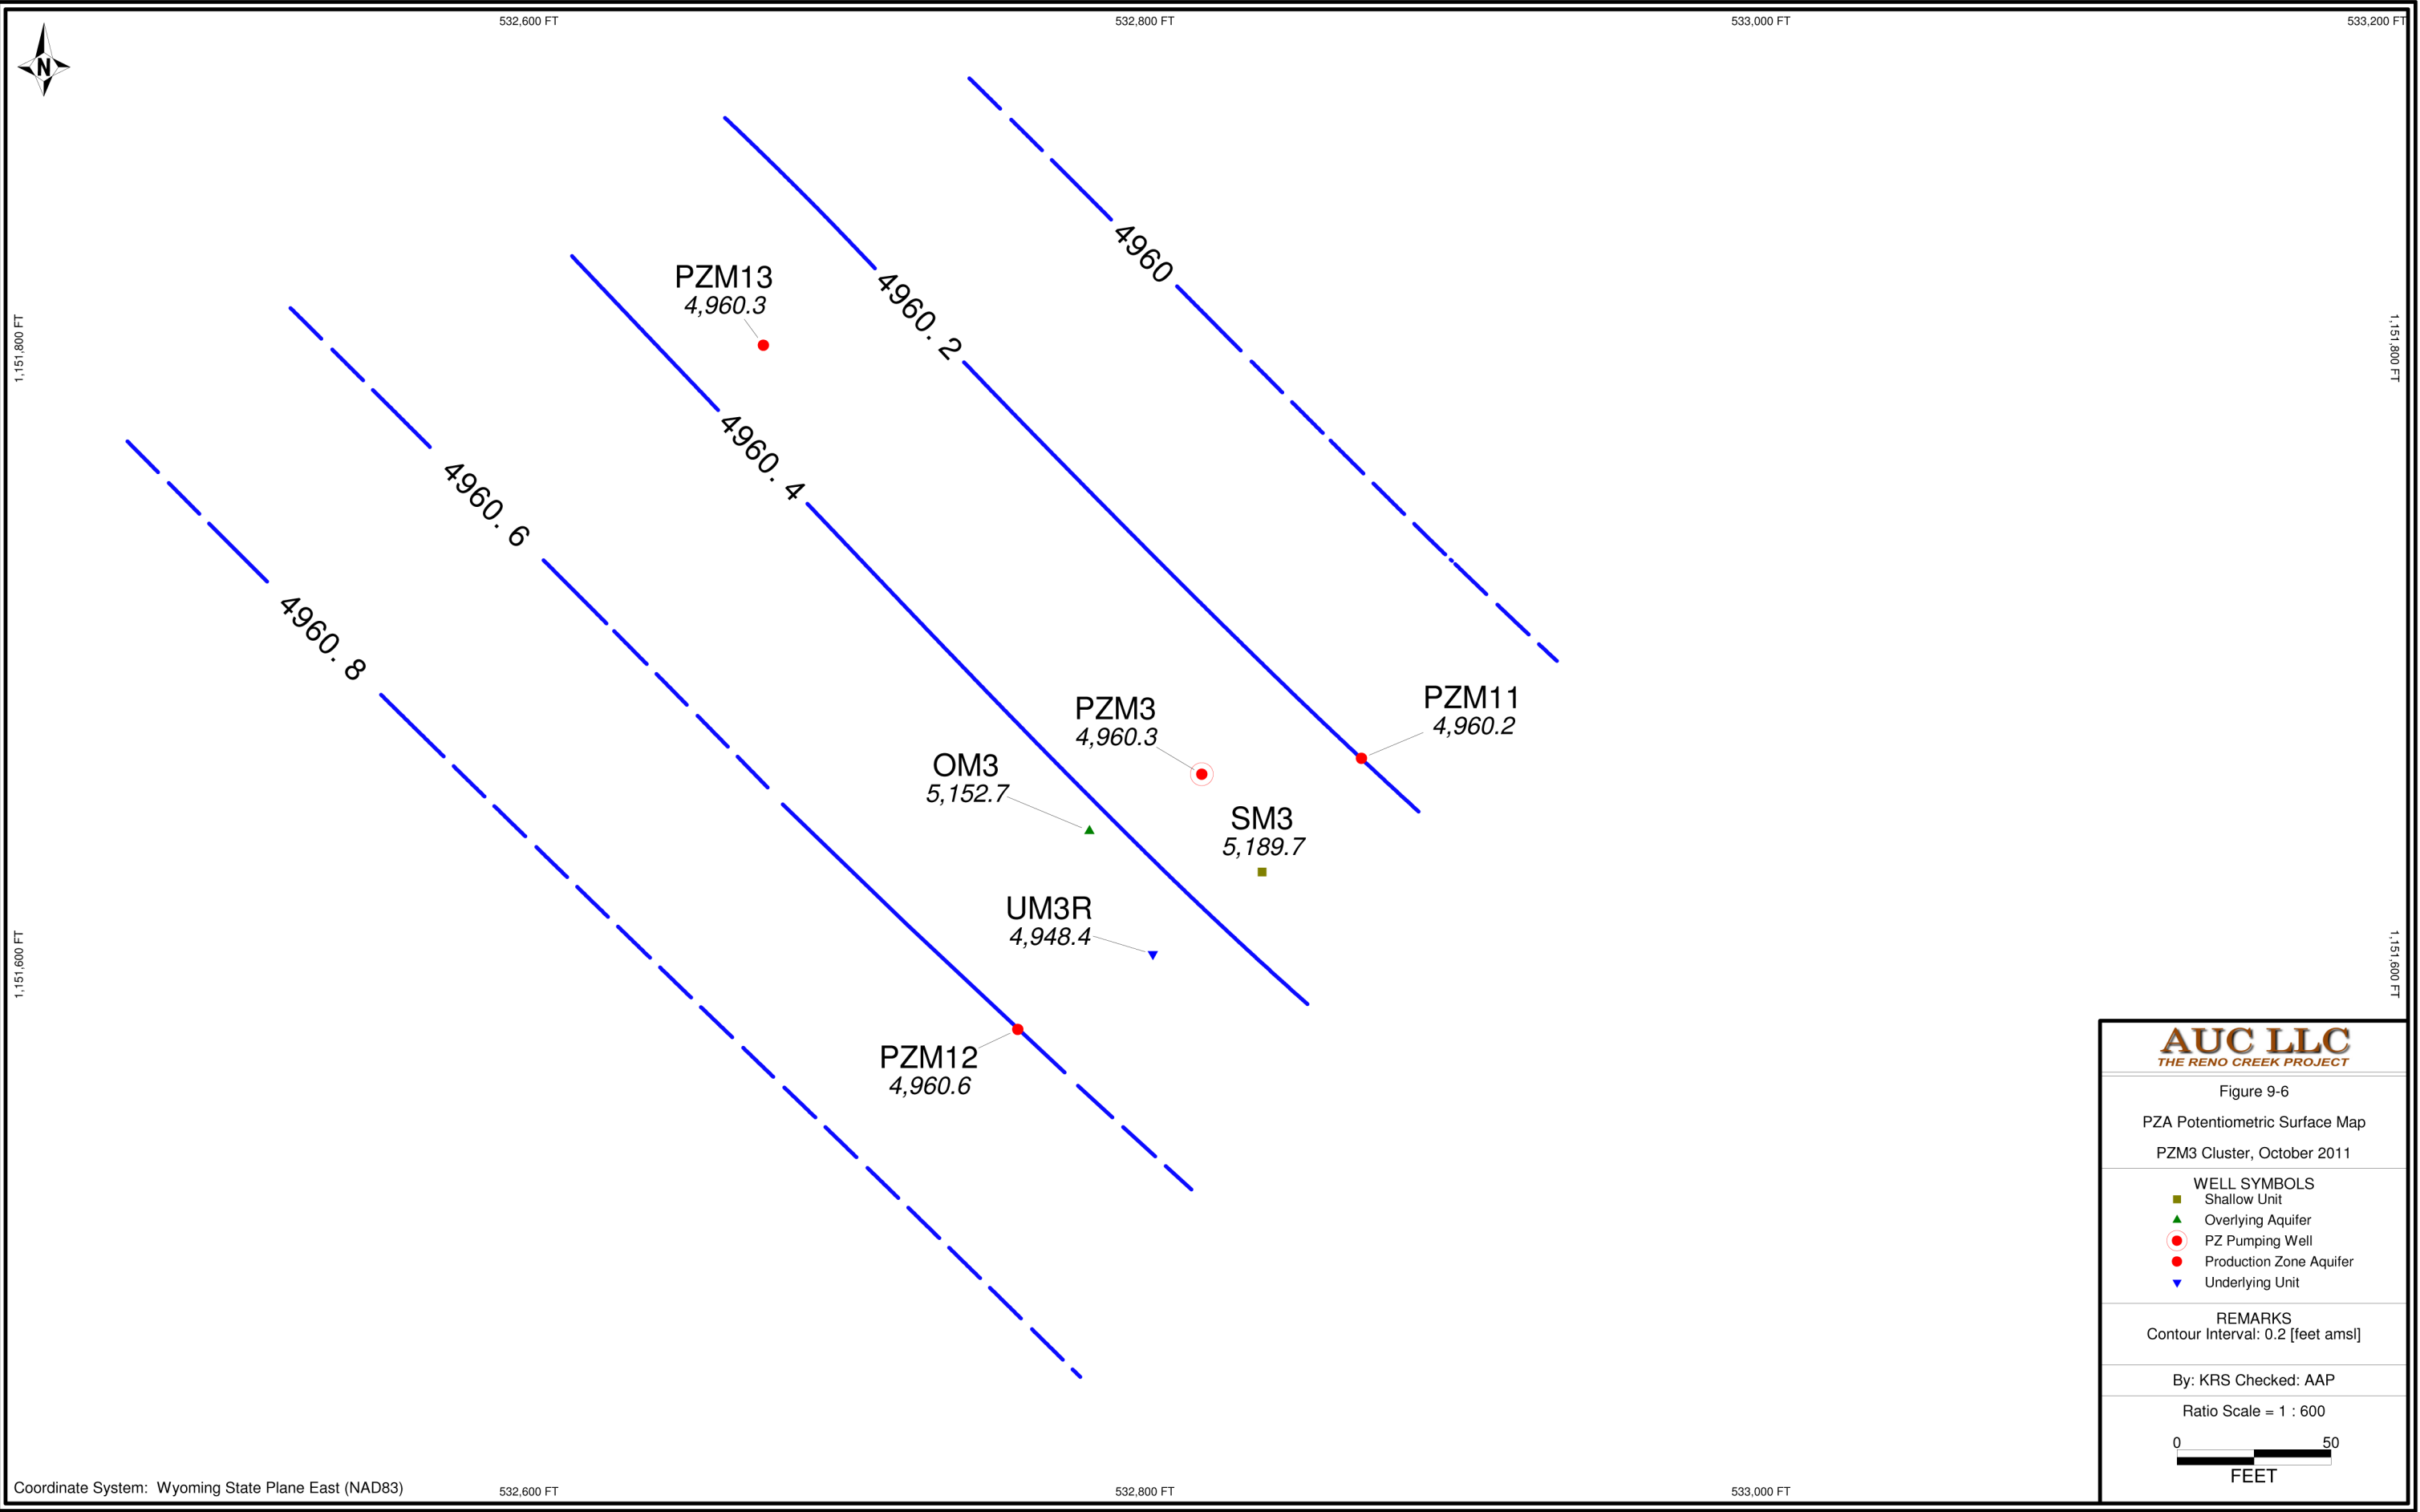 532,600 FT
532,800 FT
533,000 FT
533,200 FT
N
4960
PZM13
4,960.3
4960.2
1,151,800 FT
1,151,800 FT
4960.4
4960.6
4960.8
PZM11
4,960.2
PZM3
4,960.3
OM3
5,152.7
SM3
5,189.7
UM3R
4,948.4
1,151,600 FT
1,151,600 FT
PZM12
4,960.6
AUC LLC
THE RENO CREEK PROJECT
Figure 9-6
PZA Potentiometric Surface Map
PZM3 Cluster, October 2011
WELL SYMBOLS
Shallow Unit
Overlying Aquifer
PZ Pumping Well
Production Zone Aquifer
Underlying Unit
REMARKS
Contour Interval: 0.2 [feet amsl]
By: KRS Checked: AAP
Ratio Scale = 1 : 600
0 50
FEET
Coordinate System: Wyoming State Plane East (NAD83)
532,600 FT
532,800 FT
533,000 FT